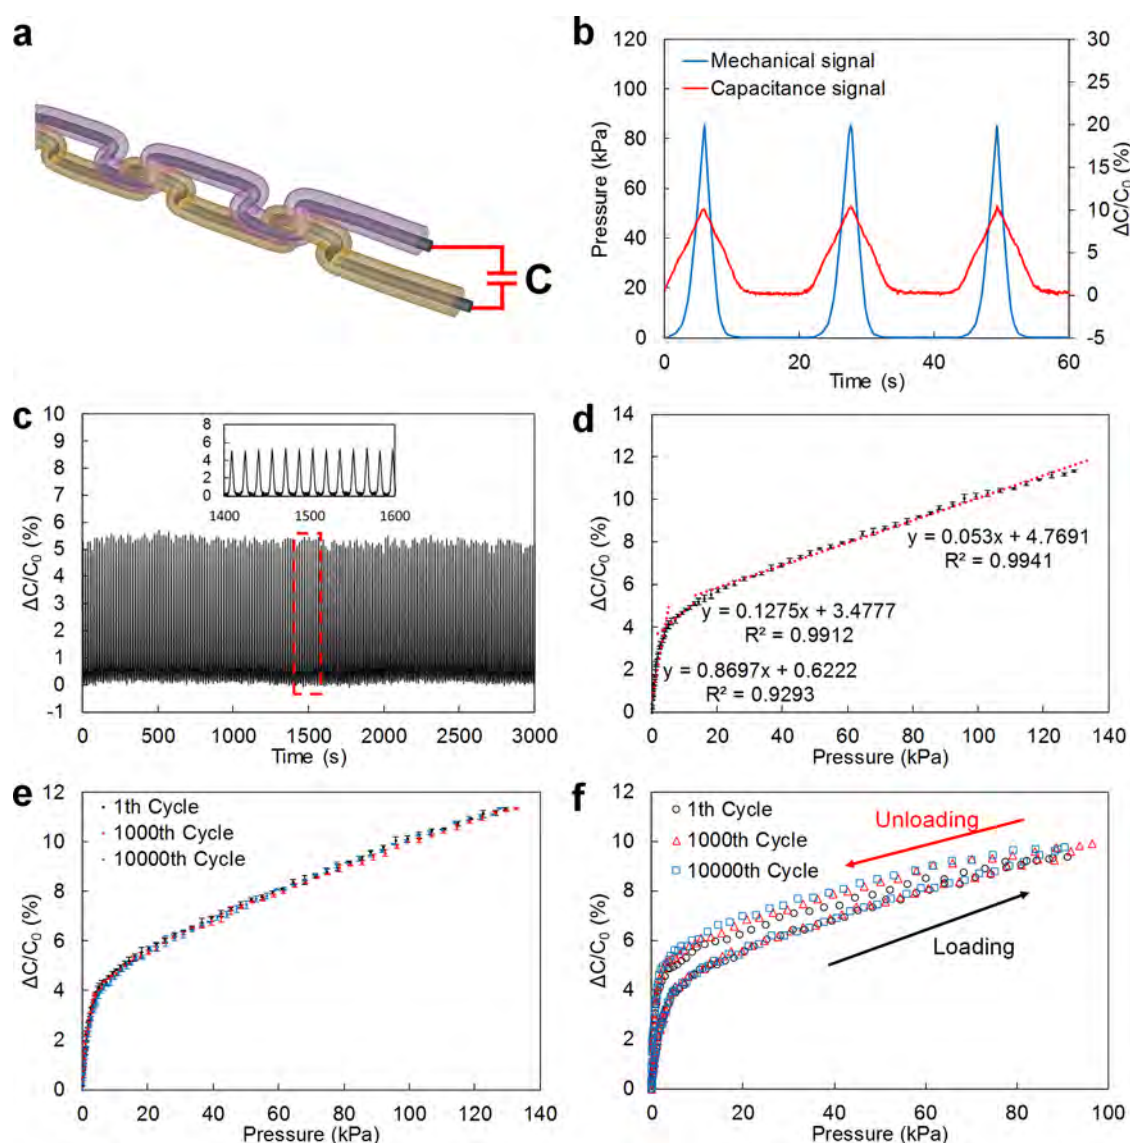 a
C
b
120
100
80
60
40
20
0
Pressure (kPa)
Mechanical signal
Capacitance signal
30
25
20
15
10
5
0
-5
ΔC/C0 (%)
0 20 40 60
Time (s)
c
10
9
8
7
6
5
4
3
2
1
0
-1
ΔC/C0 (%)
8
6
4
2
0
1400 1500 1600
0 500 1000 1500 2000 2500 3000
Time (s)
d
14
12
10
8
6
4
2
0
ΔC/C0 (%)
y = 0.053x + 4.7691
R² = 0.9941
y = 0.1275x + 3.4777
R² = 0.9912
y = 0.8697x + 0.6222
R² = 0.9293
0 20 40 60 80 100 120 140
Pressure (kPa)
e
12
10
8
6
4
2
0
ΔC/C0 (%)
1th Cycle
1000th Cycle
10000th Cycle
0 20 40 60 80 100 120 140
Pressure (kPa)
f
12
10
8
6
4
2
0
ΔC/C0 (%)
1th Cycle
1000th Cycle
10000th Cycle
Unloading
Loading
0 20 40 60 80 100
Pressure (kPa)